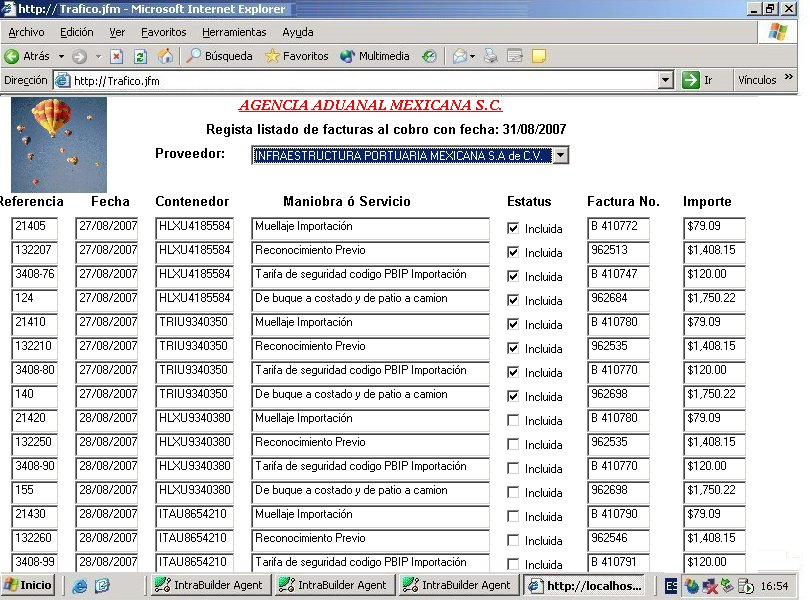 http:// Trafico.jfm - Microsoft Internet Explorer
Archivo Edición Ver Favoritos Herramientas Ayuda
Atrás Búsqueda Favoritos Multimedia
Dirección http://Trafico.jfm Ir Vínculos »
AGENCIA ADUANAL MEXICANA S.C.
Regista listado de facturas al cobro con fecha: 31/08/2007
Proveedor: INFRAESTRUCTURA PORTUARIA MEXICANA S.A de C.V.
Referencia Fecha Contenedor Maniobra ó Servicio Estatus Factura No. Importe
21405 27/08/2007 HLXU4185584 Muellaje Importación Incluida B 410772 $79.09
132207 27/08/2007 HLXU4185584 Reconocimiento Previo Incluida 962513 $1,408.15
3408-76 27/08/2007 HLXU4185584 Tarifa de seguridad codigo PBIP Importación Incluida B 410747 $120.00
124 27/08/2007 HLXU4185584 De buque a costado y de patio a camion Incluida 962684 $1,750.22
21410 27/08/2007 TRIU9340350 Muellaje Importación Incluida B 410780 $79.09
132210 27/08/2007 TRIU9340350 Reconocimiento Previo Incluida 962535 $1,408.15
3408-80 27/08/2007 TRIU9340350 Tarifa de seguridad codigo PBIP Importación Incluida B 410770 $120.00
140 27/08/2007 TRIU9340350 De buque a costado y de patio a camion Incluida 962698 $1,750.22
21420 28/08/2007 HLXU9340380 Muellaje Importación Incluida B 410780 $79.09
132250 28/08/2007 HLXU9340380 Reconocimiento Previo Incluida 962535 $1,408.15
3408-90 28/08/2007 HLXU9340380 Tarifa de seguridad codigo PBIP Importación Incluida B 410770 $120.00
155 28/08/2007 HLXU9340380 De buque a costado y de patio a camion Incluida 962698 $1,750.22
21430 28/08/2007 ITAU8654210 Muellaje Importación Incluida B 410790 $79.09
132260 28/08/2007 ITAU8654210 Reconocimiento Previo Incluida 962546 $1,408.15
3408-99 28/08/2007 ITAU8654210 Tarifa de seguridad codigo PBIP Importación Incluida B 410791 $120.00
Inicio IntraBuilder Agent IntraBuilder Agent IntraBuilder Agent http://localhos... ES 16:54